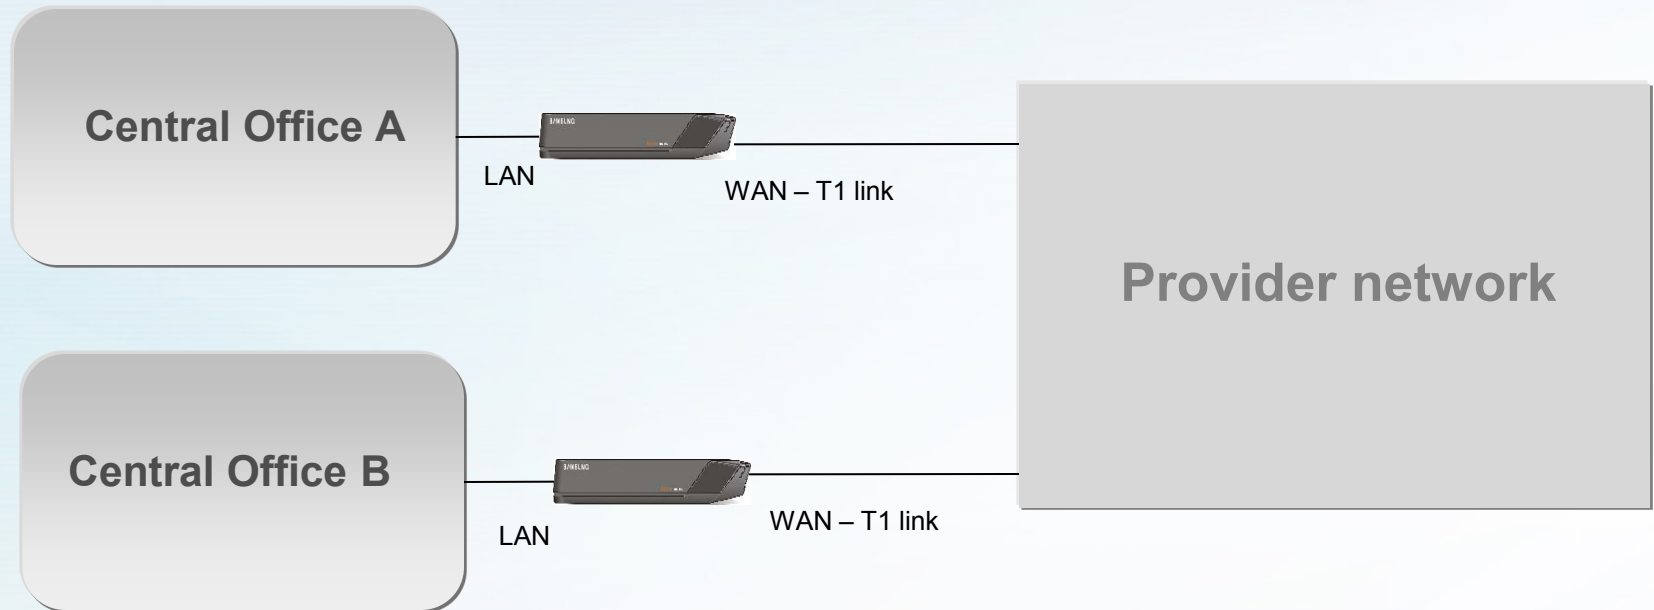 Central Office A
LAN
WAN – T1 link
Provider network
Central Office B
LAN
WAN – T1 link